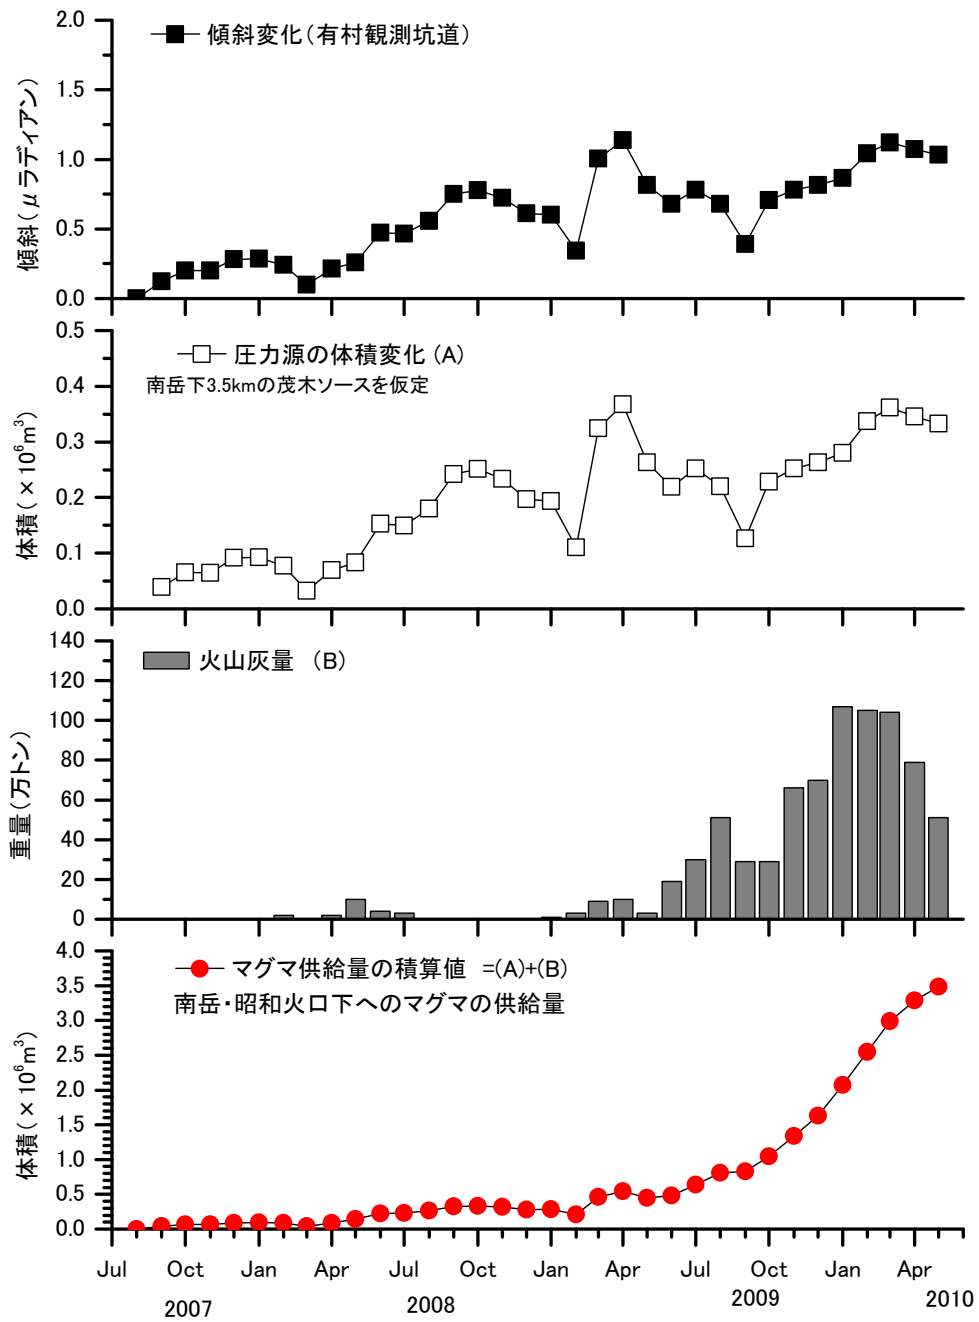 2.0
傾斜変化(有村観測坑道)
1.5
1.0
0.5
0.0
傾斜(μラディアン)
0.5
圧力源の体積変化 (A)
南岳下3.5kmの茂木ソースを仮定
0.4
0.3
0.2
0.1
0.0
体積(×10⁶m³)
140
火山灰量 (B)
120
100
80
60
40
20
0
重量(万トン)
4.0
マグマ供給量の積算値 =(A)+(B)
3.5
南岳・昭和火口下へのマグマの供給量
3.0
2.5
2.0
1.5
1.0
0.5
0.0
体積(×10⁶m³)
Jul Oct Jan Apr Jul Oct Jan Apr Jul Oct Jan Apr
2007 2008 2009 2010